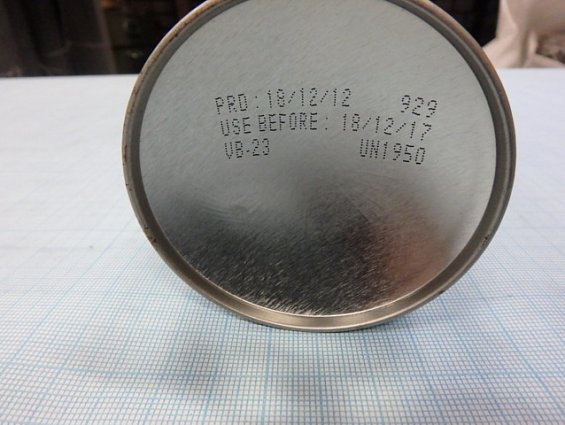 PRD : 18/12/12 929
USE BEFORE : 18/12/17
VB-23 UN1950